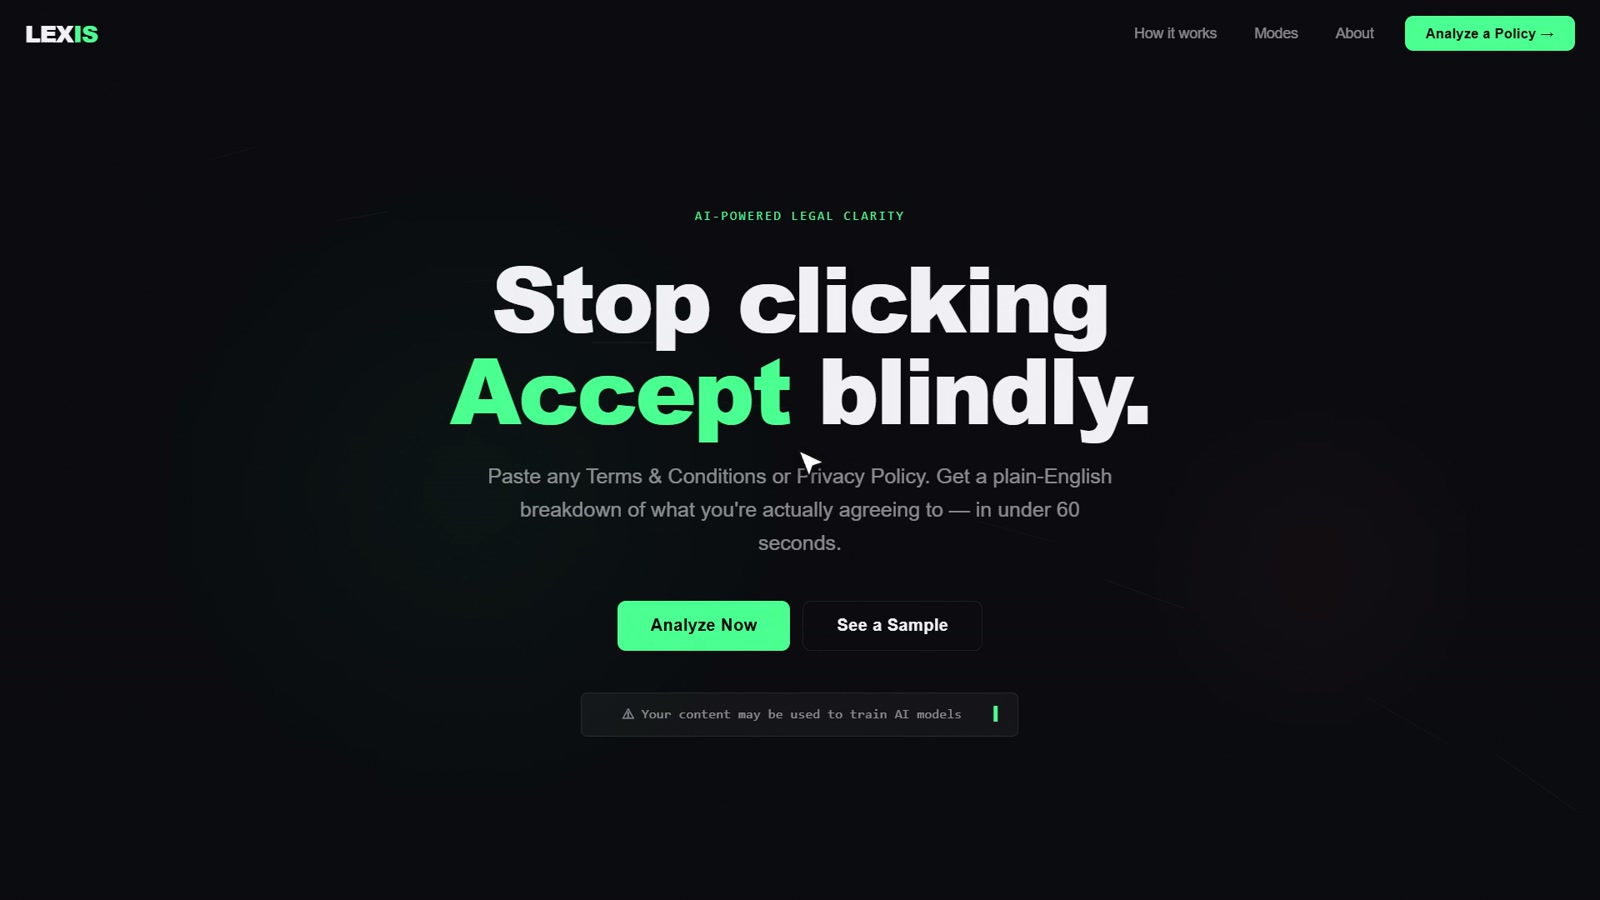 LEXIS
How it works
Modes
About
Analyze a Policy →
AI-POWERED LEGAL CLARITY
Stop clicking
Accept blindly.
Paste any Terms & Conditions or Privacy Policy. Get a plain-English
breakdown of what you're actually agreeing to — in under 60
seconds.
Analyze Now
See a Sample
⚠ Your content may be used to train AI models